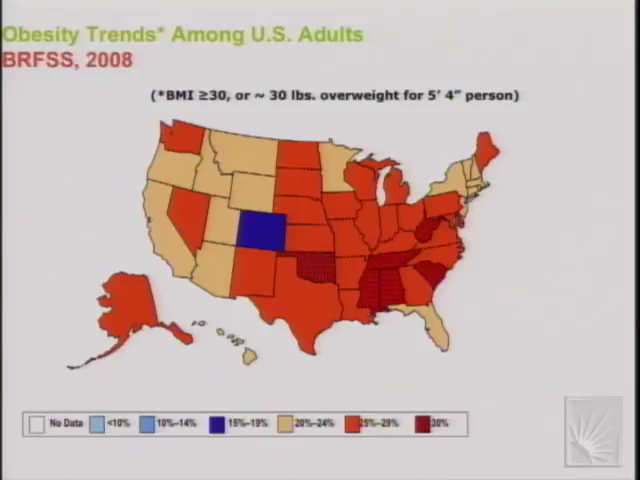 Obesity Trends* Among U.S. Adults
BRFSS, 2008
(*BMI ≥30, or ~ 30 lbs. overweight for 5' 4" person)
No Data <10% 10%–14% 15%–19% 20%–24% 25%–29% 30%